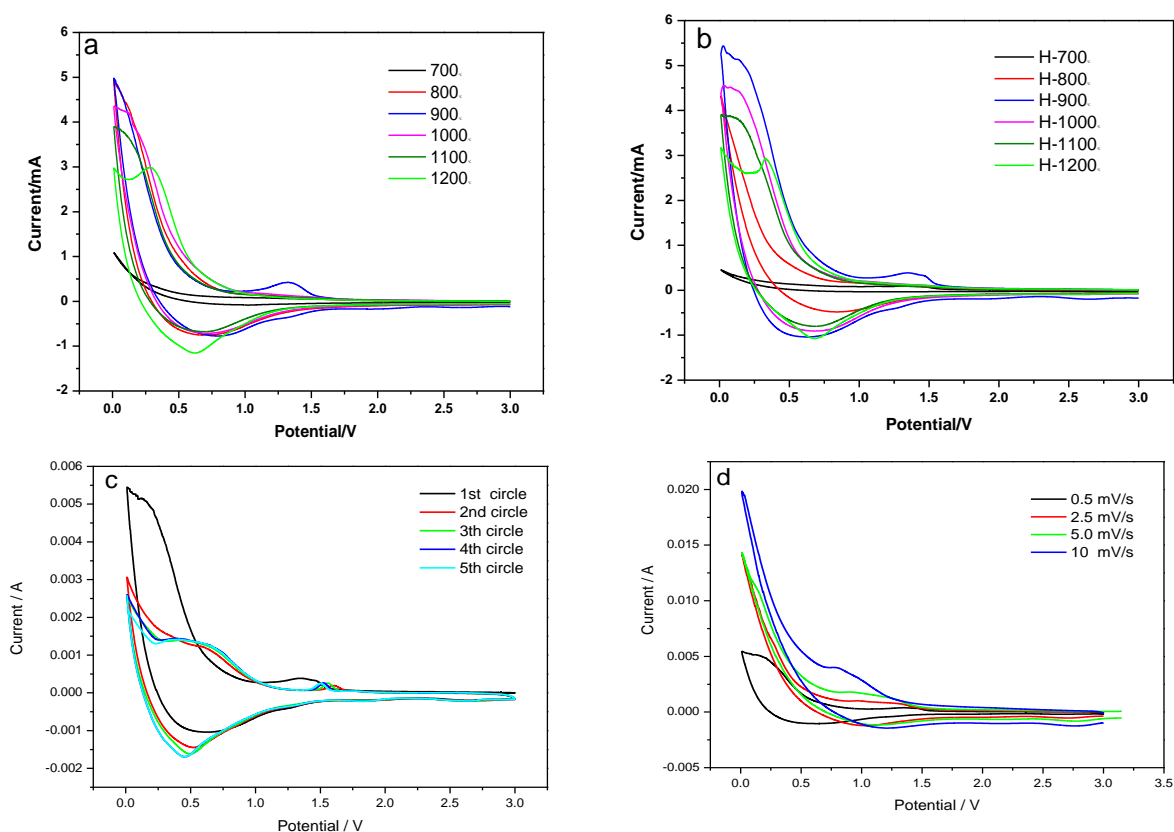 a
700
800
900
1000
1100
1200
6
5
4
3
2
1
0
-1
-2
Current/mA
0.0 0.5 1.0 1.5 2.0 2.5 3.0
Potential/V
b
H-700
H-800
H-900
H-1000
H-1100
H-1200
6
5
4
3
2
1
0
-1
-2
Current/mA
0.0 0.5 1.0 1.5 2.0 2.5 3.0
Potential/V
c
1st circle
2nd circle
3th circle
4th circle
5th circle
0.006
0.005
0.004
0.003
0.002
0.001
0.000
-0.001
-0.002
Current / A
0.0 0.5 1.0 1.5 2.0 2.5 3.0
Potential / V
d
0.5 mV/s
2.5 mV/s
5.0 mV/s
10 mV/s
0.020
0.015
0.010
0.005
0.000
-0.005
Current / A
0.0 0.5 1.0 1.5 2.0 2.5 3.0 3.5
Potential / V